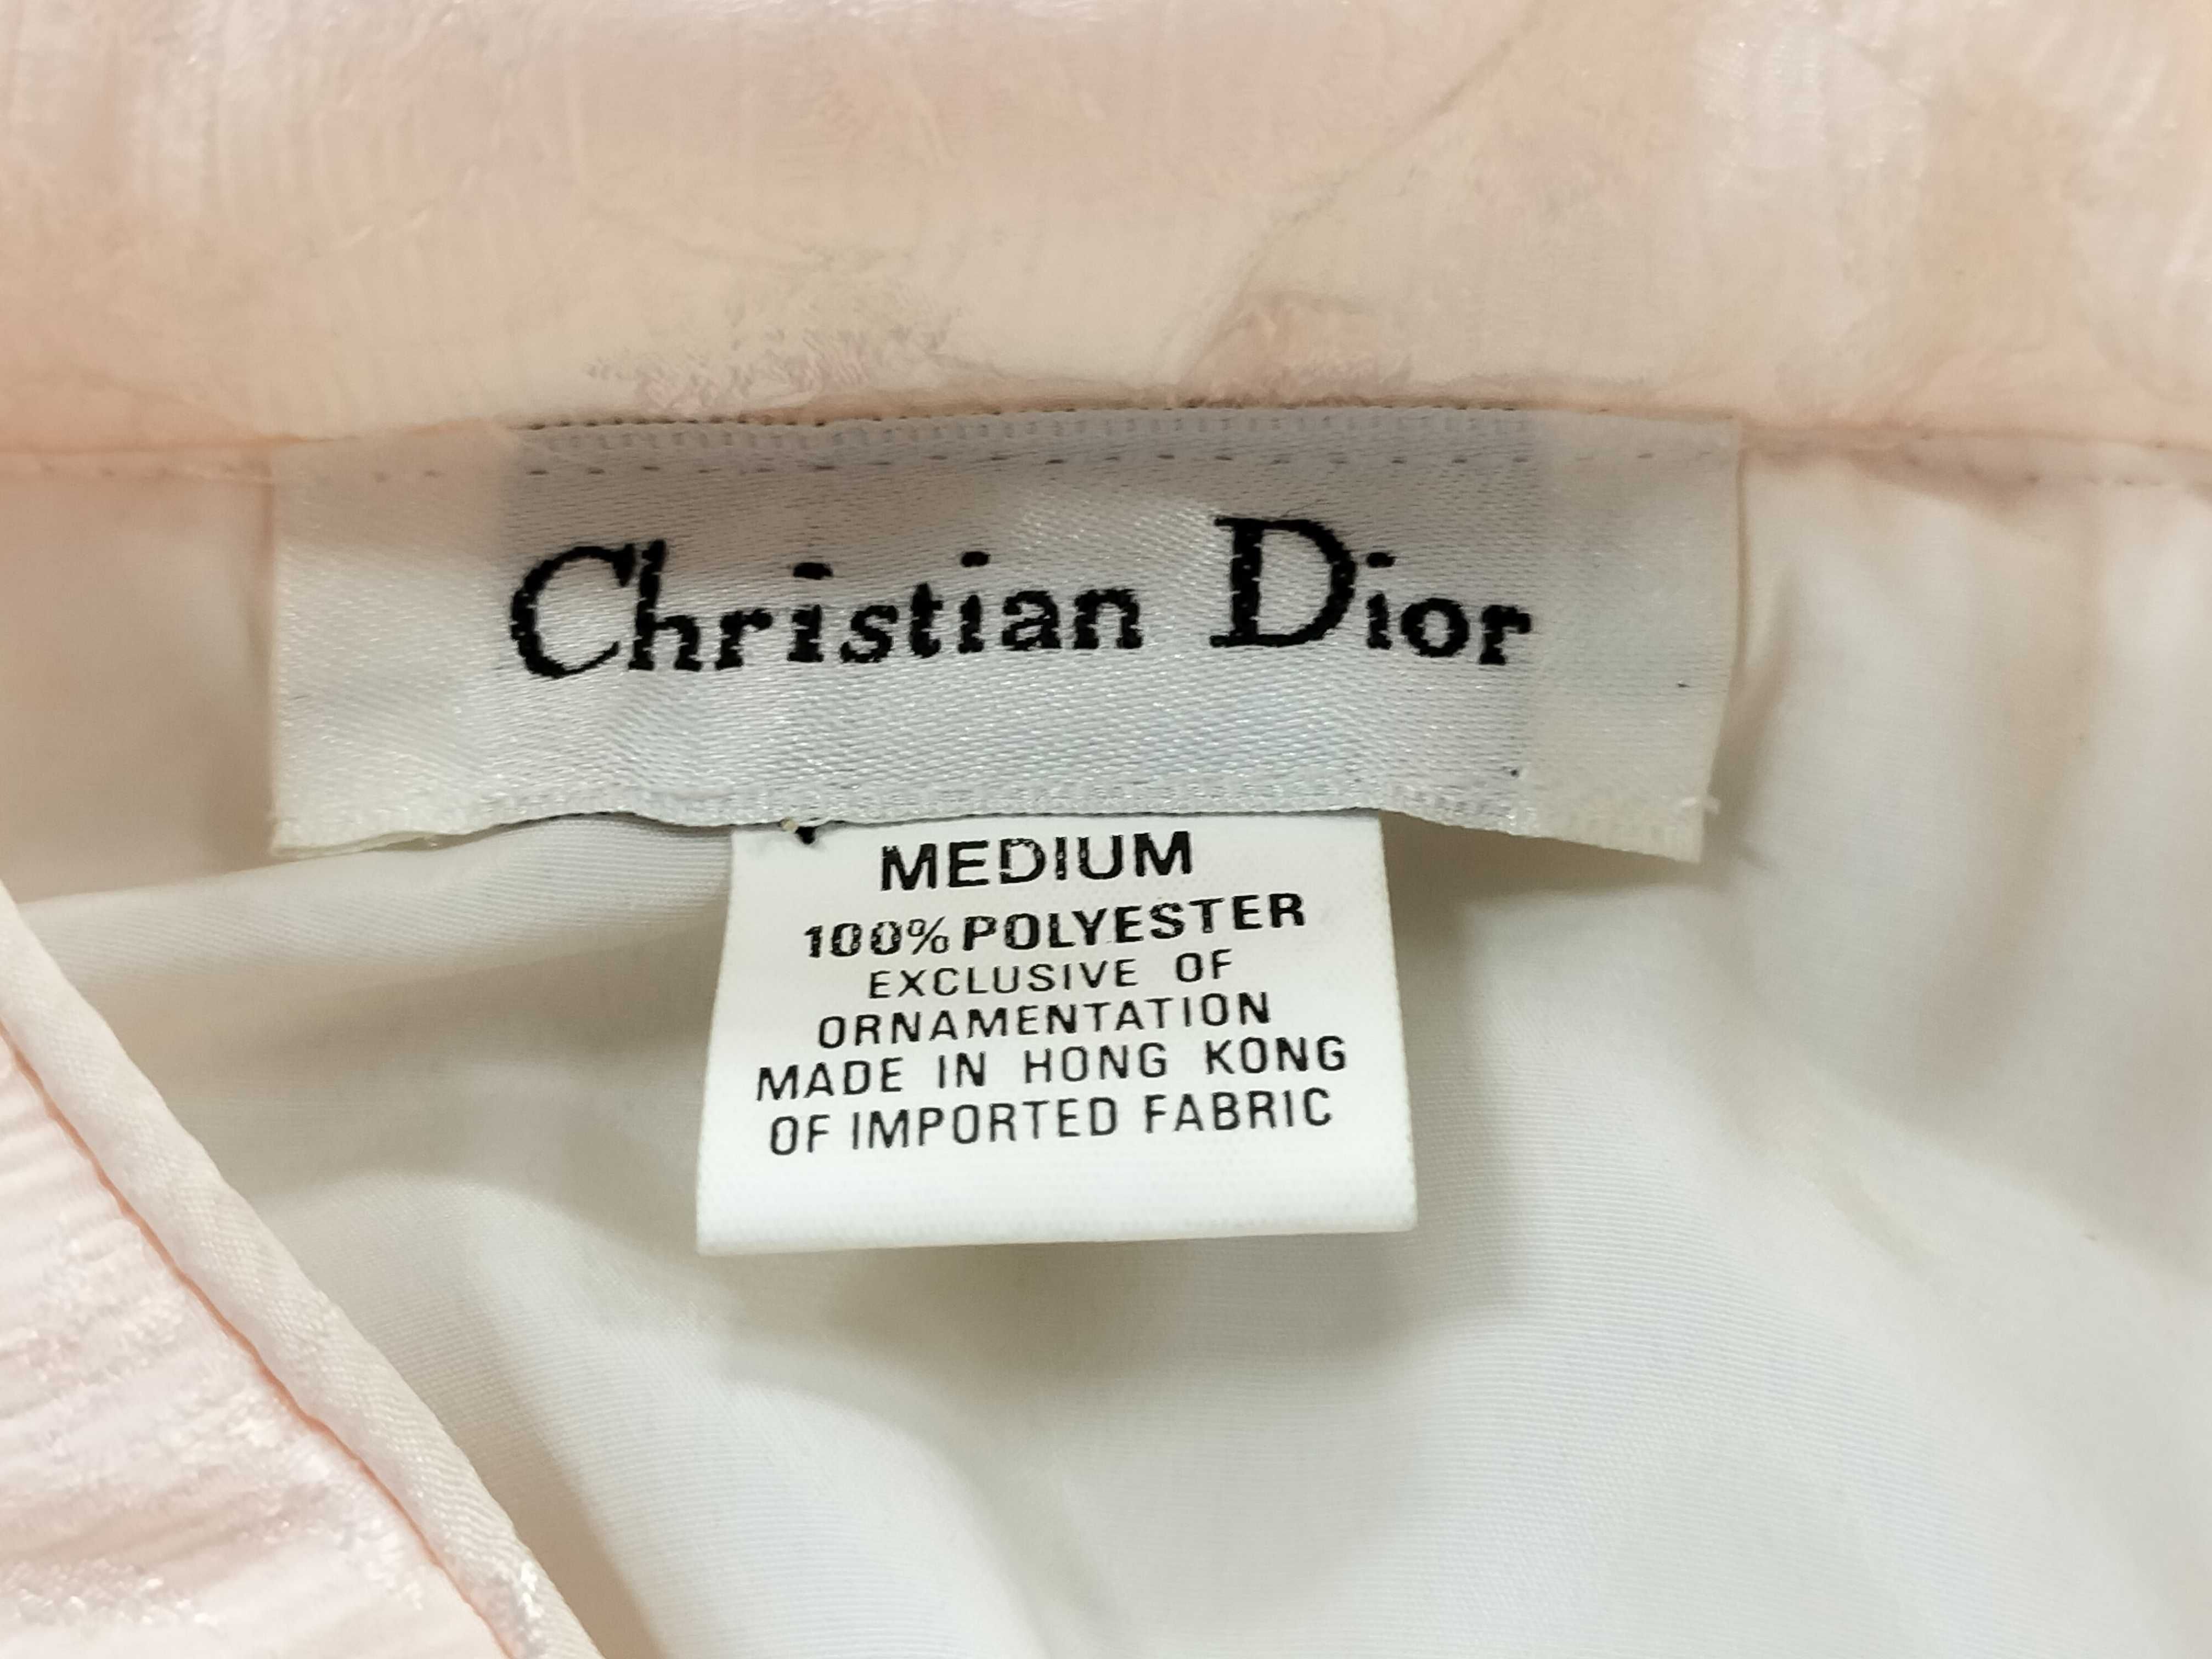 Christian Dior
MEDIUM
100% POLYESTER
EXCLUSIVE OF
ORNAMENTATION
MADE IN HONG KONG
OF IMPORTED FABRIC